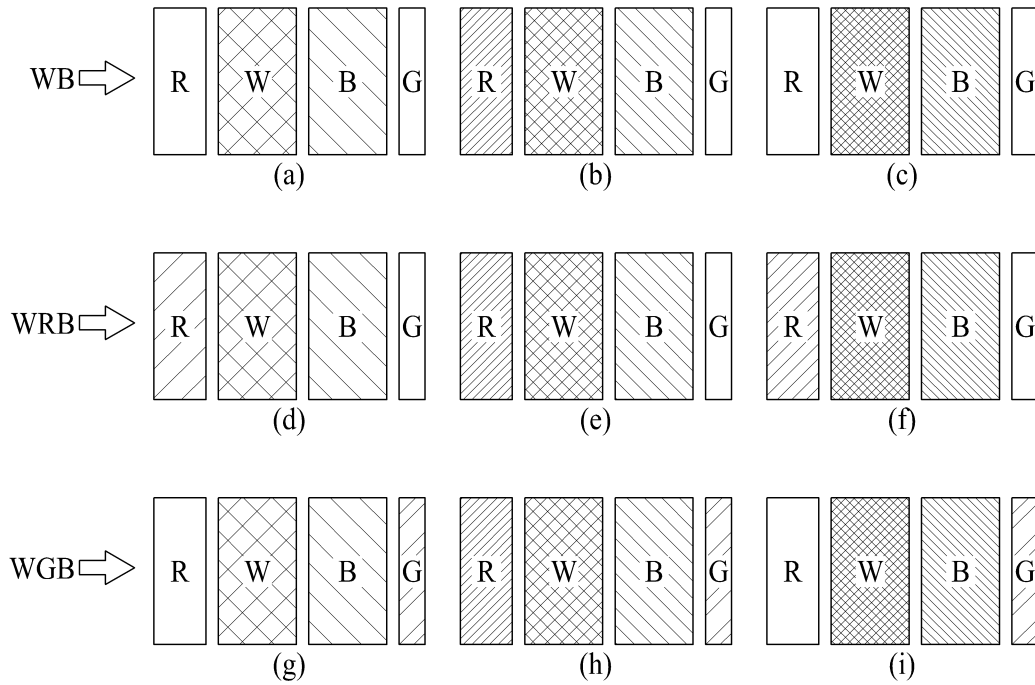 WB R W B G R W B G R W B G
(a) (b) (c)
WRB R W B G R W B G R W B G
(d) (e) (f)
WGB R W B G R W B G R W B G
(g) (h) (i)